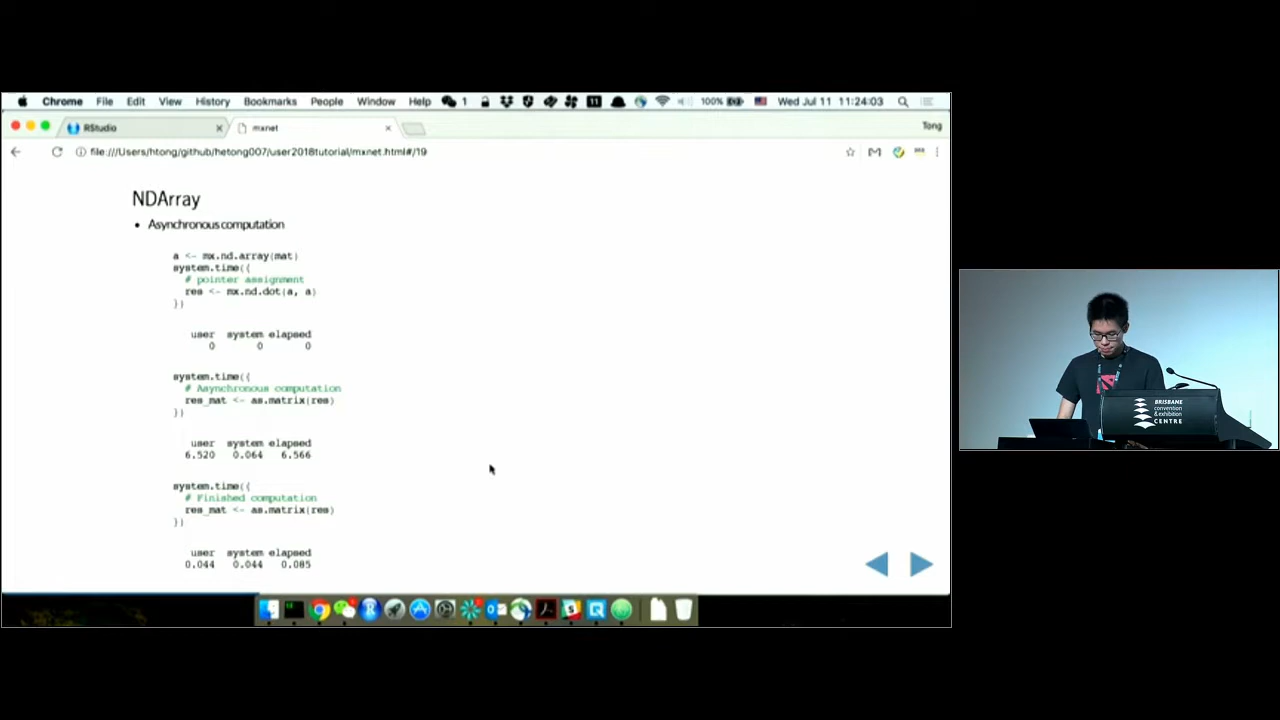 Chrome File Edit View History Bookmarks People Window Help 1 11 100% Wed Jul 11 11:24:03
RStudio mxnet Tong
file:///Users/htong/github/hetong007/user2018tutorial/mxnet.html#/19
NDArray
• Asynchronous computation
a <- mx.nd.array(mat)
system.time({
# pointer assignment
res <- mx.nd.dot(a, a)
})
user system elapsed
0 0 0
system.time({
# Asynchronous computation
res_mat <- as.matrix(res)
})
user system elapsed
6.520 0.064 6.566
system.time({
# Finished computation
res_mat <- as.matrix(res)
})
user system elapsed
0.044 0.044 0.085
BRISBANE
convention
& exhibition
CENTRE